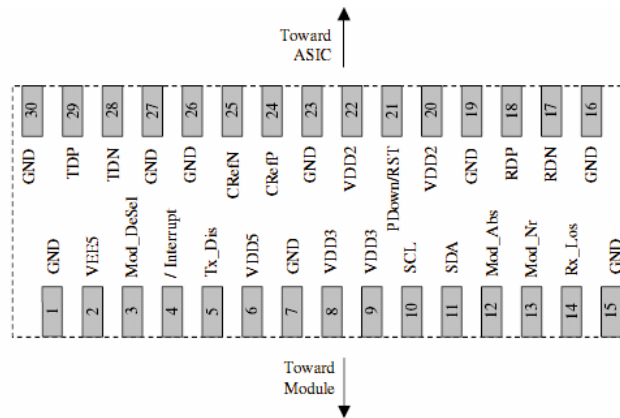 Toward
ASIC
30 29 28 27 26 25 24 23 22 21 20 19 18 17 16
GND TDP TDN GND GND CRefN CRefP GND VDD2 PDown/RST VDD2 GND RDP RDN GND
GND VEE5 Mod_DeSel / Interrupt Tx_Dis VDD5 GND VDD3 VDD3 SCL SDA Mod_Abs Mod_Nr Rx_Los GND
1 2 3 4 5 6 7 8 9 10 11 12 13 14 15
Toward
Module